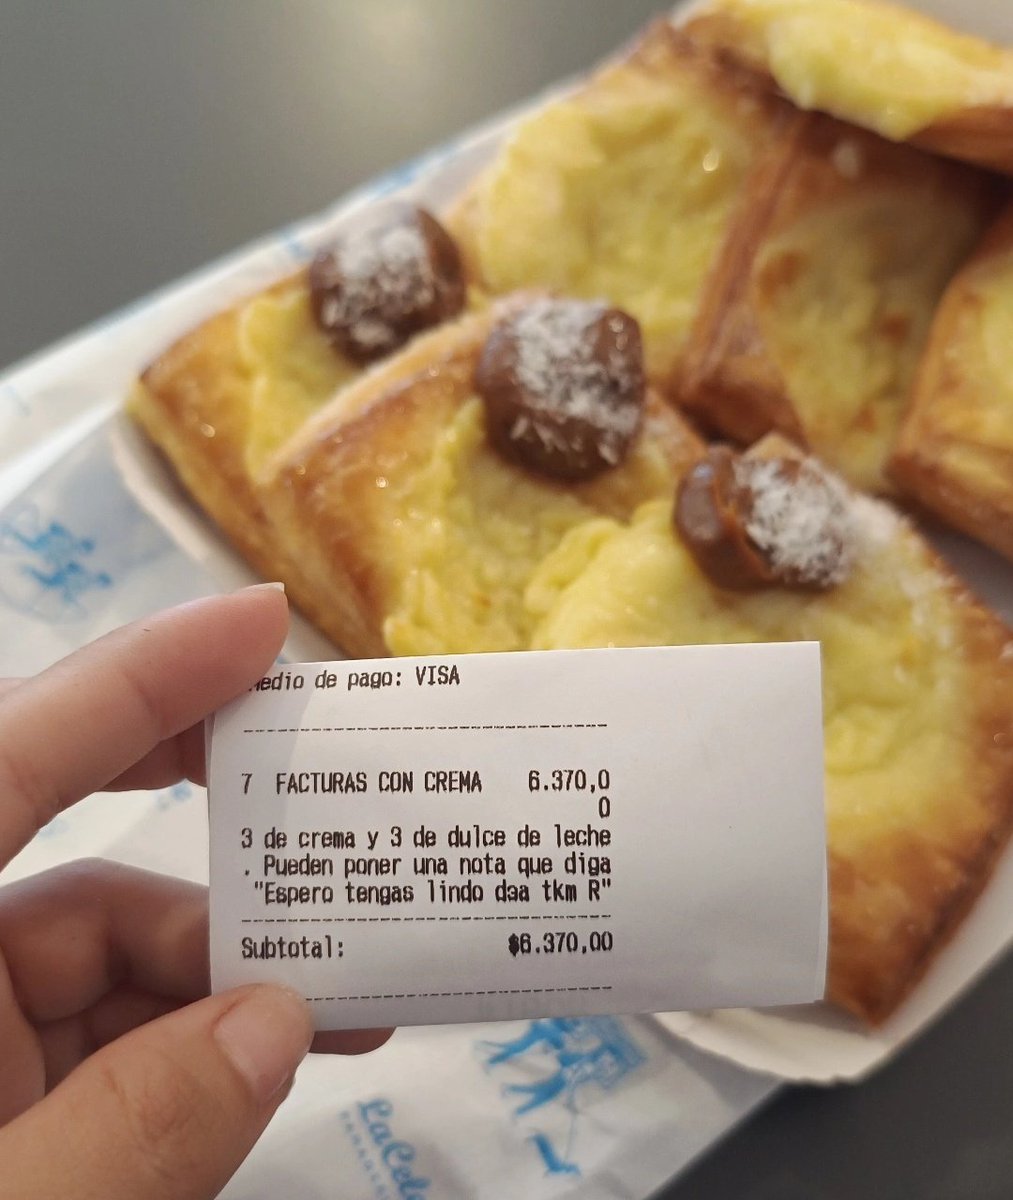 Medio de pago: VISA
7 FACTURAS CON CREMA 6.370,0
0
3 de crema y 3 de dulce de leche
. Pueden poner una nota que diga
"Espero tengas lindo daa tkm R"
Subtotal: $6.370,00
LaCele